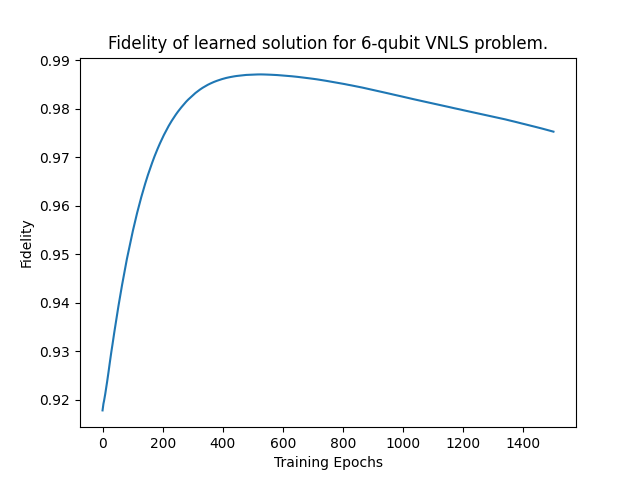 Fidelity of learned solution for 6-qubit VNLS problem.
0.99
0.98
0.97
0.96
0.95
0.94
0.93
0.92
Fidelity
0 200 400 600 800 1000 1200 1400
Training Epochs